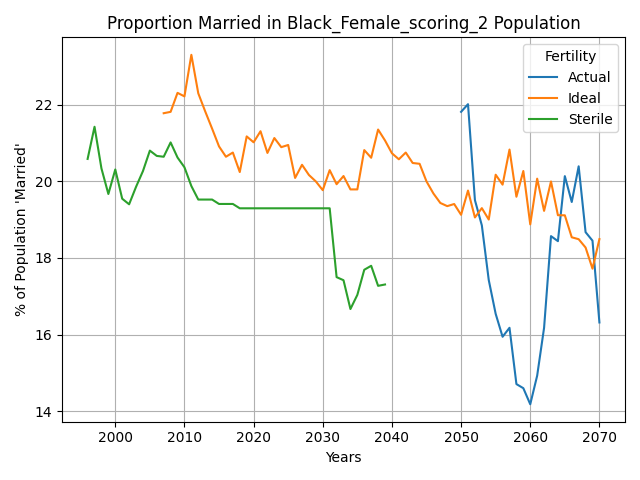 Proportion Married in Black_Female_scoring_2 Population
% of Population 'Married'
22
20
18
16
14
Fertility
Actual
Ideal
Sterile
2000 2010 2020 2030 2040 2050 2060 2070
Years